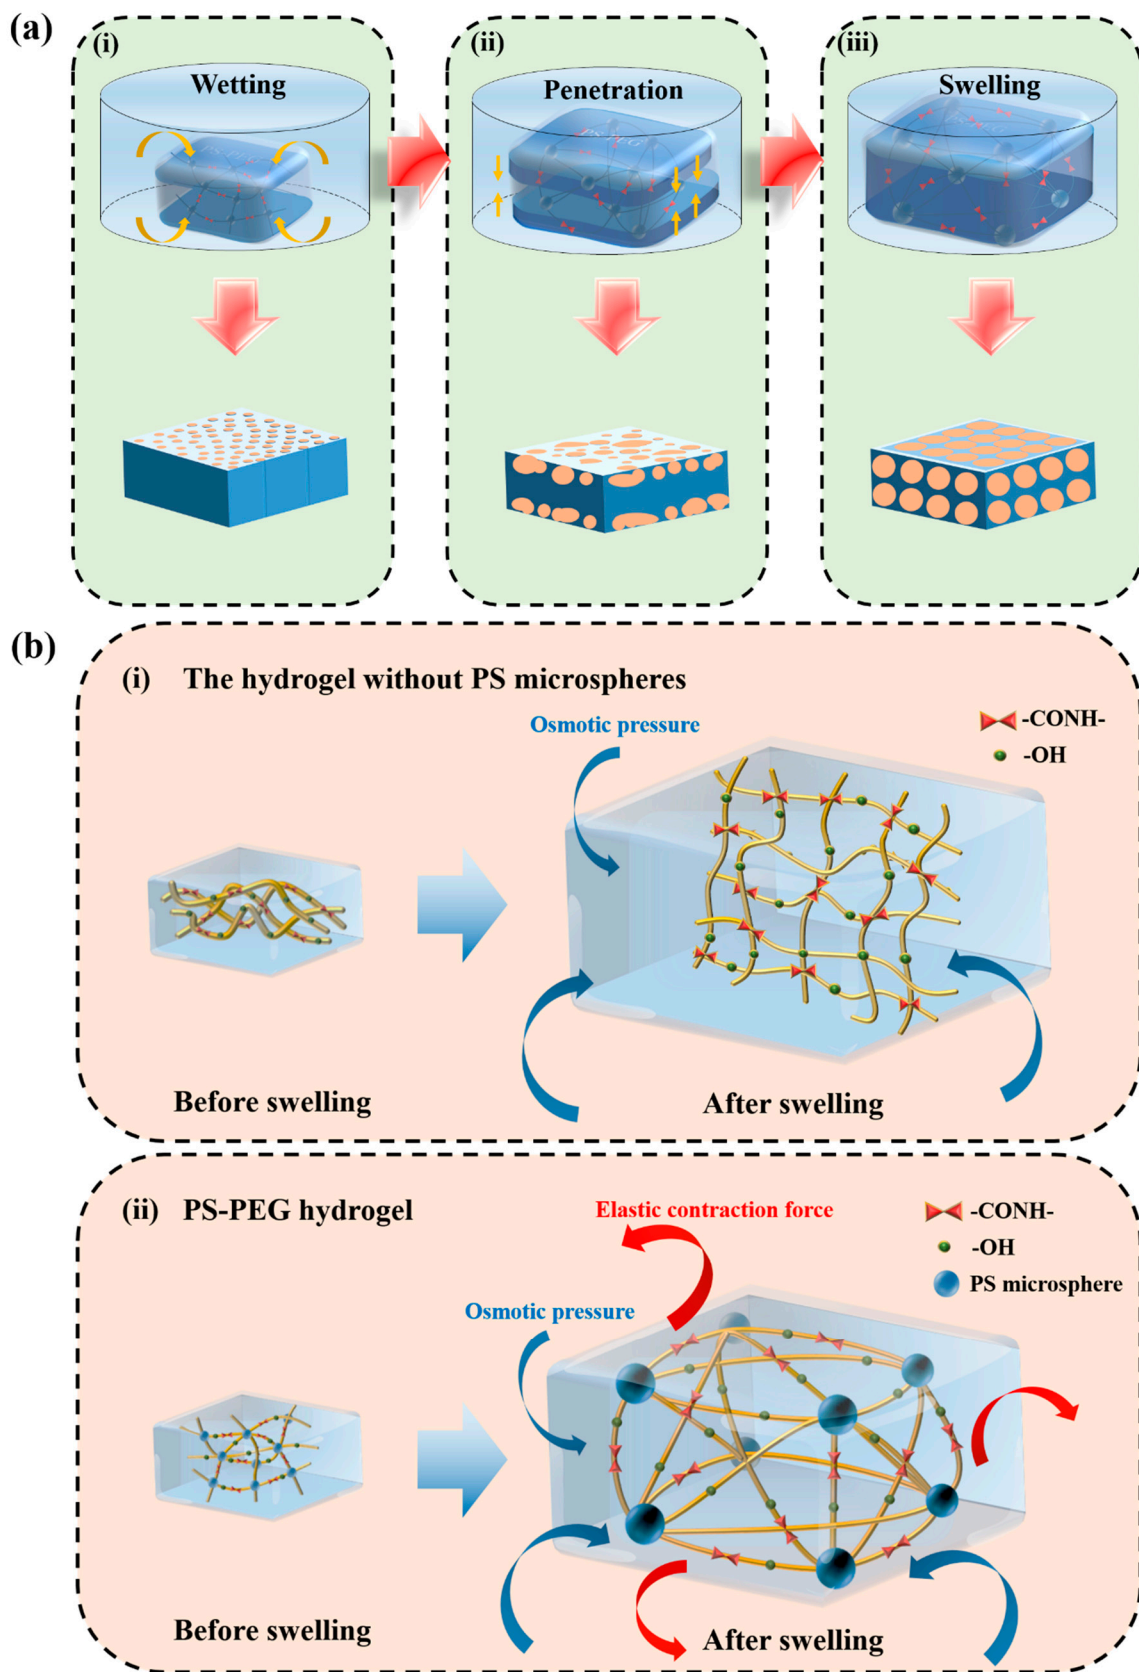 (a)
(i)
Wetting
(ii)
Penetration
(iii)
Swelling
(b)
(i) The hydrogel without PS microspheres
Osmotic pressure
-CONH-
-OH
Before swelling
After swelling
(ii) PS-PEG hydrogel
Elastic contraction force
Osmotic pressure
-CONH-
-OH
PS microsphere
Before swelling
After swelling